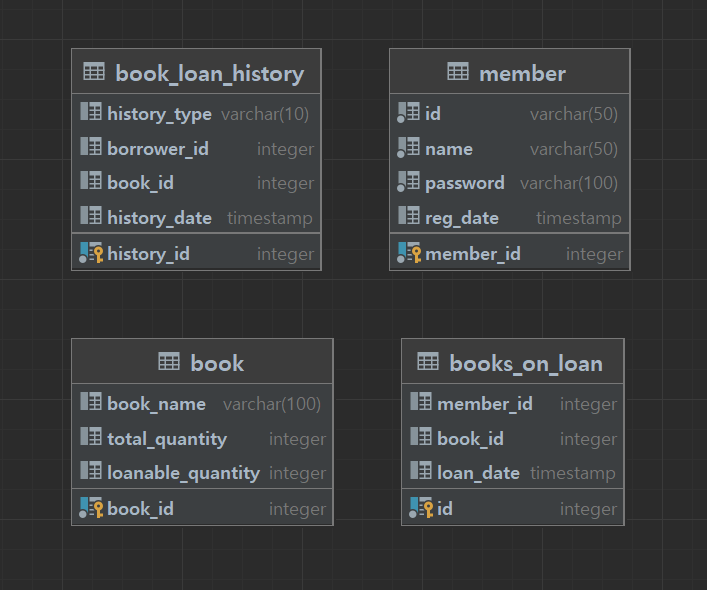 book_loan_history
history_type varchar(10)
borrower_id integer
book_id integer
history_date timestamp
history_id integer
member
id varchar(50)
name varchar(50)
password varchar(100)
reg_date timestamp
member_id integer
book
book_name varchar(100)
total_quantity integer
loanable_quantity integer
book_id integer
books_on_loan
member_id integer
book_id integer
loan_date timestamp
id integer